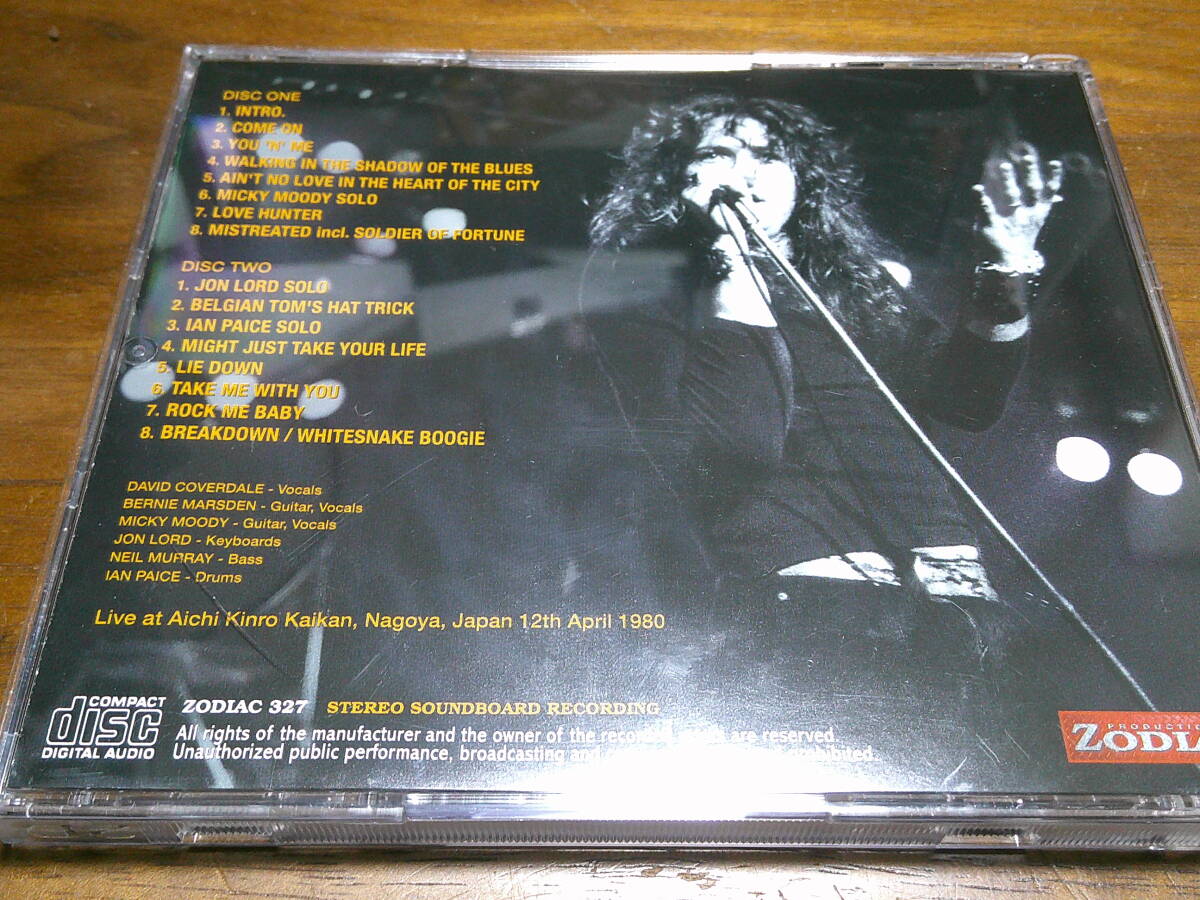 DISC ONE
1. INTRO.
2. COME ON
3. YOU 'N' ME
4. WALKING IN THE SHADOW OF THE BLUES
5. AIN'T NO LOVE IN THE HEART OF THE CITY
6. MICKY MOODY SOLO
7. LOVE HUNTER
8. MISTREATED incl. SOLDIER OF FORTUNE
DISC TWO
1. JON LORD SOLO
2. BELGIAN TOM'S HAT TRICK
3. IAN PAICE SOLO
4. MIGHT JUST TAKE YOUR LIFE
5. LIE DOWN
6. TAKE ME WITH YOU
7. ROCK ME BABY
8. BREAKDOWN / WHITESNAKE BOOGIE
DAVID COVERDALE - Vocals
BERNIE MARSDEN - Guitar, Vocals
MICKY MOODY - Guitar, Vocals
JON LORD - Keyboards
NEIL MURRAY - Bass
IAN PAICE - Drums
Live at Aichi Kinro Kaikan, Nagoya, Japan 12th April 1980
COMPACT
disc
DIGITAL AUDIO
ZODIAC 327 STEREO SOUNDBOARD RECORDING
All rights of the manufacturer and the owner of the recorded are reserved.
Unauthorized public performance, broadcasting and prohibited.
PRODUCTIO
ZODIA